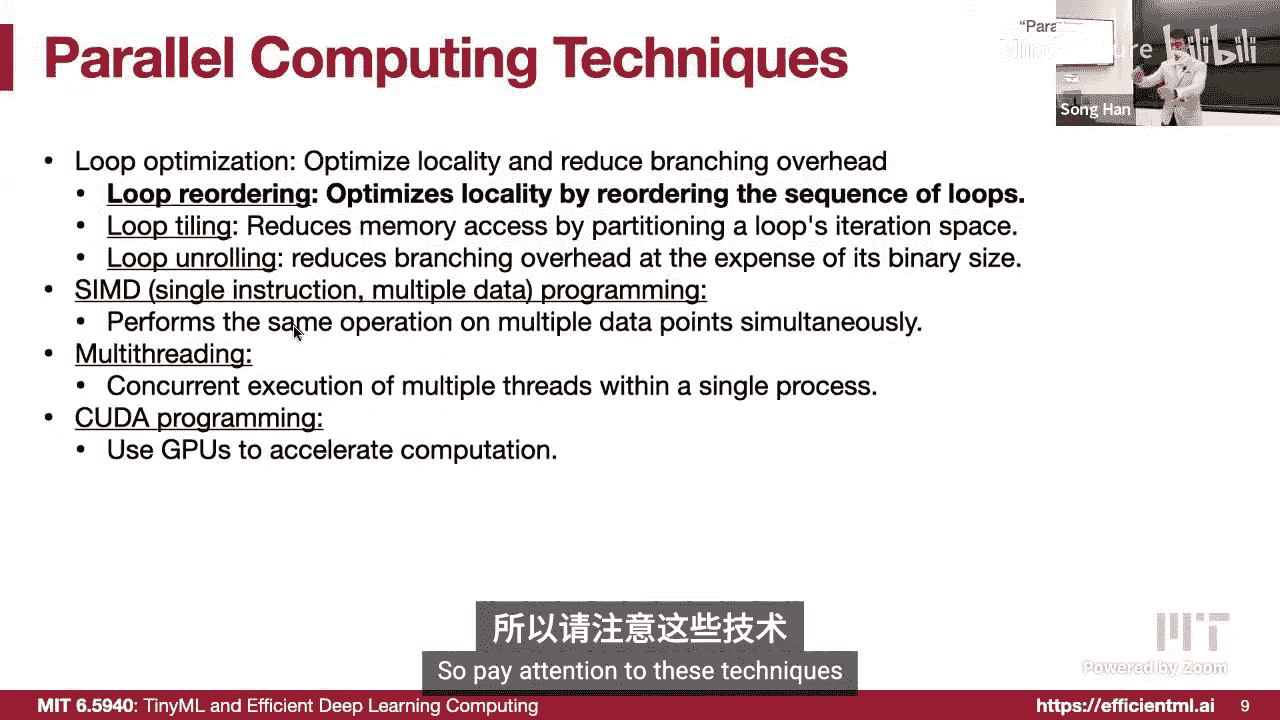 Parallel Computing Techniques
“Para
bilibili
Song Han
• Loop optimization: Optimize locality and reduce branching overhead
• Loop reordering: Optimizes locality by reordering the sequence of loops.
• Loop tiling: Reduces memory access by partitioning a loop's iteration space.
• Loop unrolling: reduces branching overhead at the expense of its binary size.
• SIMD (single instruction, multiple data) programming:
• Performs the same operation on multiple data points simultaneously.
• Multithreading:
• Concurrent execution of multiple threads within a single process.
• CUDA programming:
• Use GPUs to accelerate computation.
所以请注意这些技术
So pay attention to these techniques
MIT
Powered by Zoom
MIT 6.5940: TinyML and Efficient Deep Learning Computing
https://efficientml.ai
9